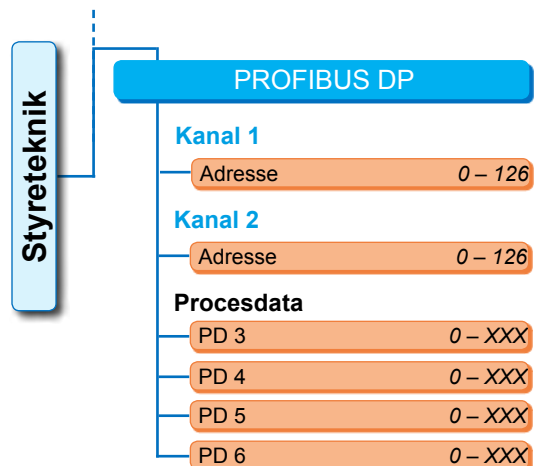 Styreteknik
PROFIBUS DP
Kanal 1
Adresse 0 – 126
Kanal 2
Adresse 0 – 126
Procesdata
PD 3 0 – XXX
PD 4 0 – XXX
PD 5 0 – XXX
PD 6 0 – XXX